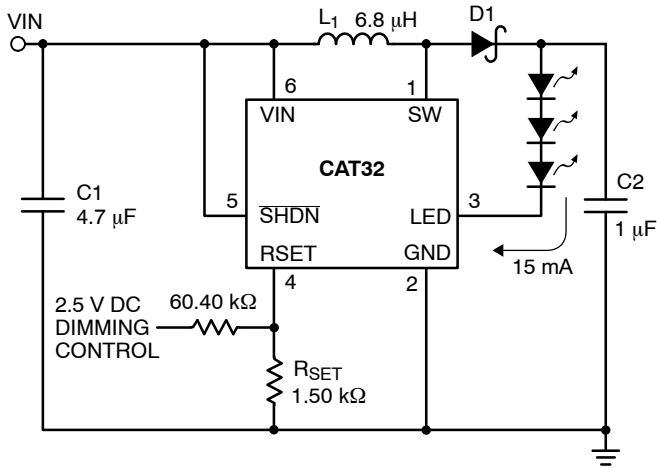 VIN
L1 6.8 μH
D1
6
1
VIN
SW
CAT32
C1
4.7 μF
5
3
C2
1 μF
SHDN
LED
RSET
GND
15 mA
4
2
2.5 V DC
DIMMING
CONTROL
60.40 kΩ
RSET
1.50 kΩ